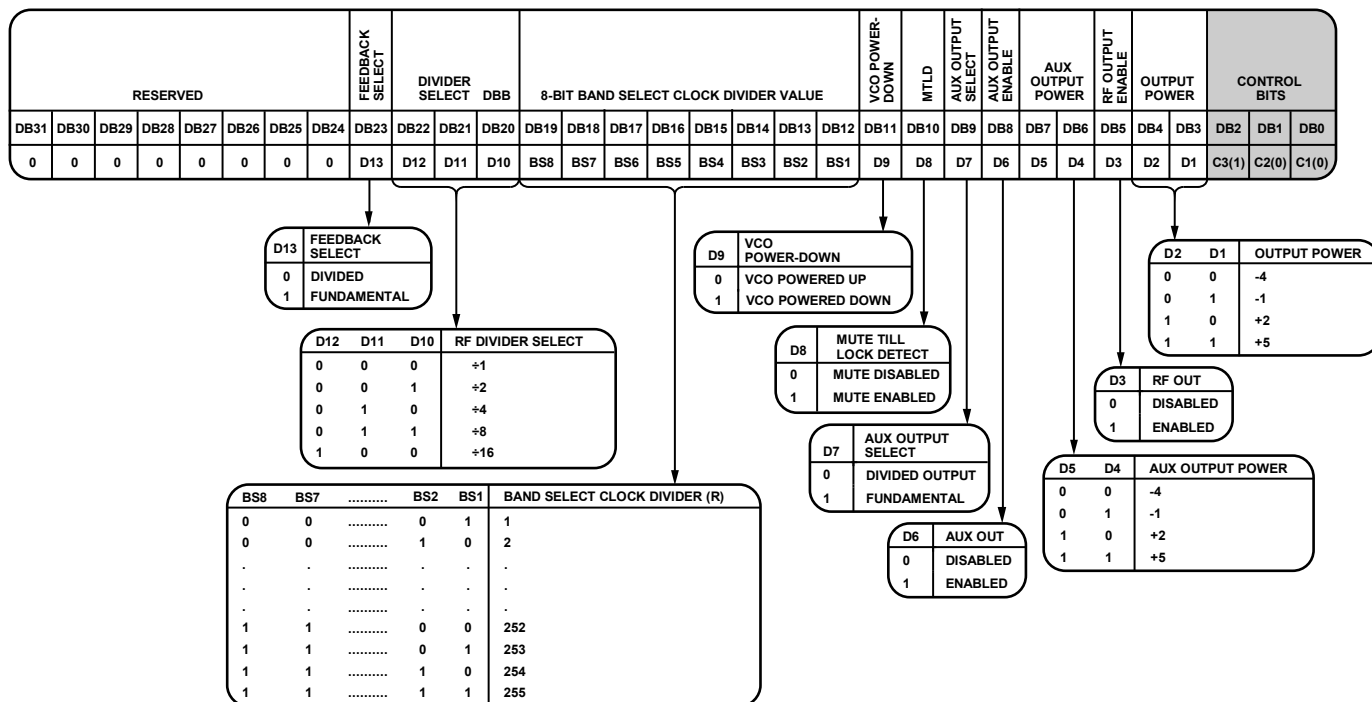 RESERVED
FEEDBACK SELECT
DIVIDER SELECT DBB
8-BIT BAND SELECT CLOCK DIVIDER VALUE
VCO POWER-DOWN
MTLD
AUX OUTPUT SELECT
AUX OUTPUT ENABLE
AUX OUTPUT POWER
RF OUTPUT ENABLE
OUTPUT POWER
CONTROL BITS
DB31 DB30 DB29 DB28 DB27 DB26 DB25 DB24 DB23 DB22 DB21 DB20 DB19 DB18 DB17 DB16 DB15 DB14 DB13 DB12 DB11 DB10 DB9 DB8 DB7 DB6 DB5 DB4 DB3 DB2 DB1 DB0
0 0 0 0 0 0 0 0 D13 D12 D11 D10 BS8 BS7 BS6 BS5 BS4 BS3 BS2 BS1 D9 D8 D7 D6 D5 D4 D3 D2 D1 C3(1) C2(0) C1(0)
D13 FEEDBACK SELECT
0 DIVIDED
1 FUNDAMENTAL
D12 D11 D10 RF DIVIDER SELECT
0 0 0 ÷1
0 0 1 ÷2
0 1 0 ÷4
0 1 1 ÷8
1 0 0 ÷16
BS8 BS7 .......... BS2 BS1 BAND SELECT CLOCK DIVIDER (R)
0 0 .......... 0 1 1
0 0 .......... 1 0 2
. . .......... . . .
. . .......... . . .
. . .......... . . .
1 1 .......... 0 0 252
1 1 .......... 0 1 253
1 1 .......... 1 0 254
1 1 .......... 1 1 255
D9 VCO POWER-DOWN
0 VCO POWERED UP
1 VCO POWERED DOWN
D8 MUTE TILL LOCK DETECT
0 MUTE DISABLED
1 MUTE ENABLED
D7 AUX OUTPUT SELECT
0 DIVIDED OUTPUT
1 FUNDAMENTAL
D6 AUX OUT
0 DISABLED
1 ENABLED
D5 D4 AUX OUTPUT POWER
0 0 -4
0 1 -1
1 0 +2
1 1 +5
D3 RF OUT
0 DISABLED
1 ENABLED
D2 D1 OUTPUT POWER
0 0 -4
0 1 -1
1 0 +2
1 1 +5